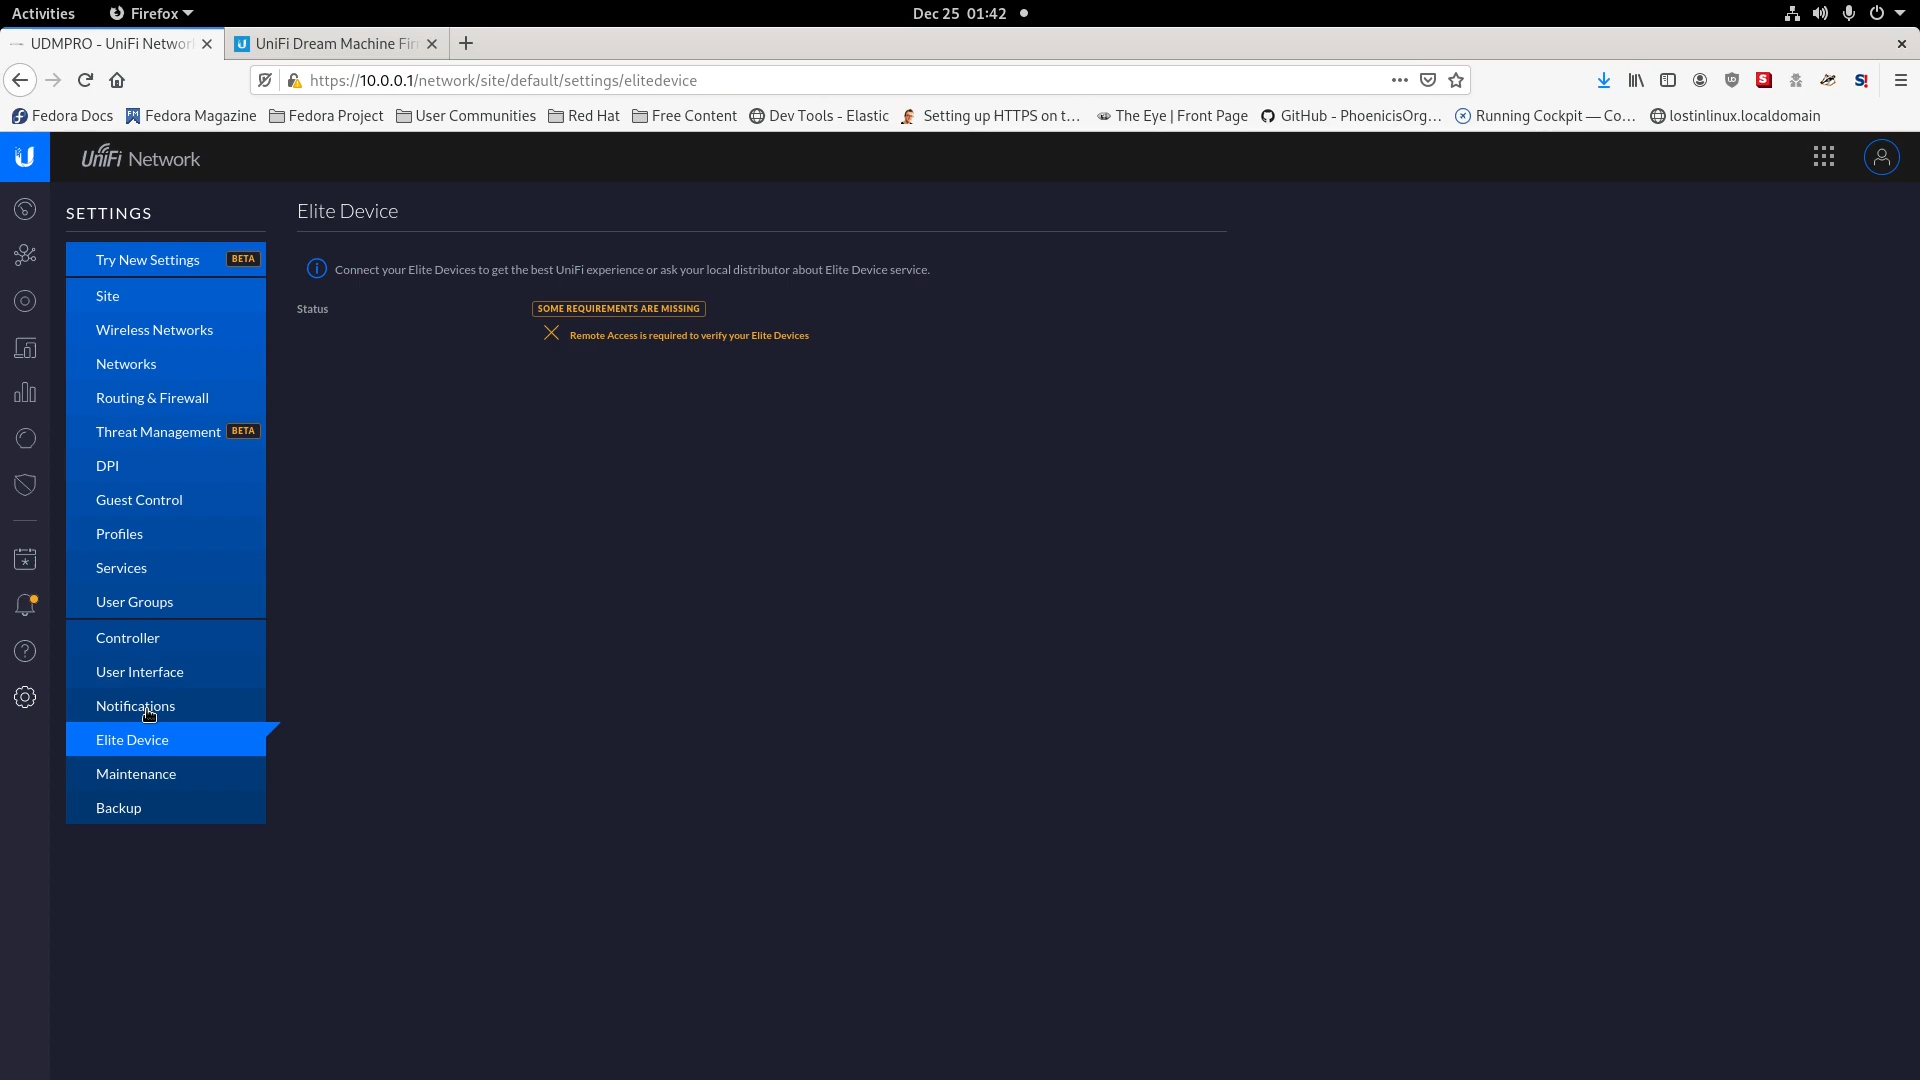 Activities Firefox Dec 25 01:42
UDMPRO - UniFi Networ UniFi Dream Machine Fir
https://10.0.0.1/network/site/default/settings/elitedevice
Fedora Docs Fedora Magazine Fedora Project User Communities Red Hat Free Content Dev Tools - Elastic Setting up HTTPS on t... The Eye | Front Page GitHub - PhoenicisOrg... Running Cockpit — Co... lostinlinux.localdomain
UniFi Network
SETTINGS
Try New Settings BETA
Site
Wireless Networks
Networks
Routing & Firewall
Threat Management BETA
DPI
Guest Control
Profiles
Services
User Groups
Controller
User Interface
Notifications
Elite Device
Maintenance
Backup
Elite Device
Connect your Elite Devices to get the best UniFi experience or ask your local distributor about Elite Device service.
Status SOME REQUIREMENTS ARE MISSING
Remote Access is required to verify your Elite Devices